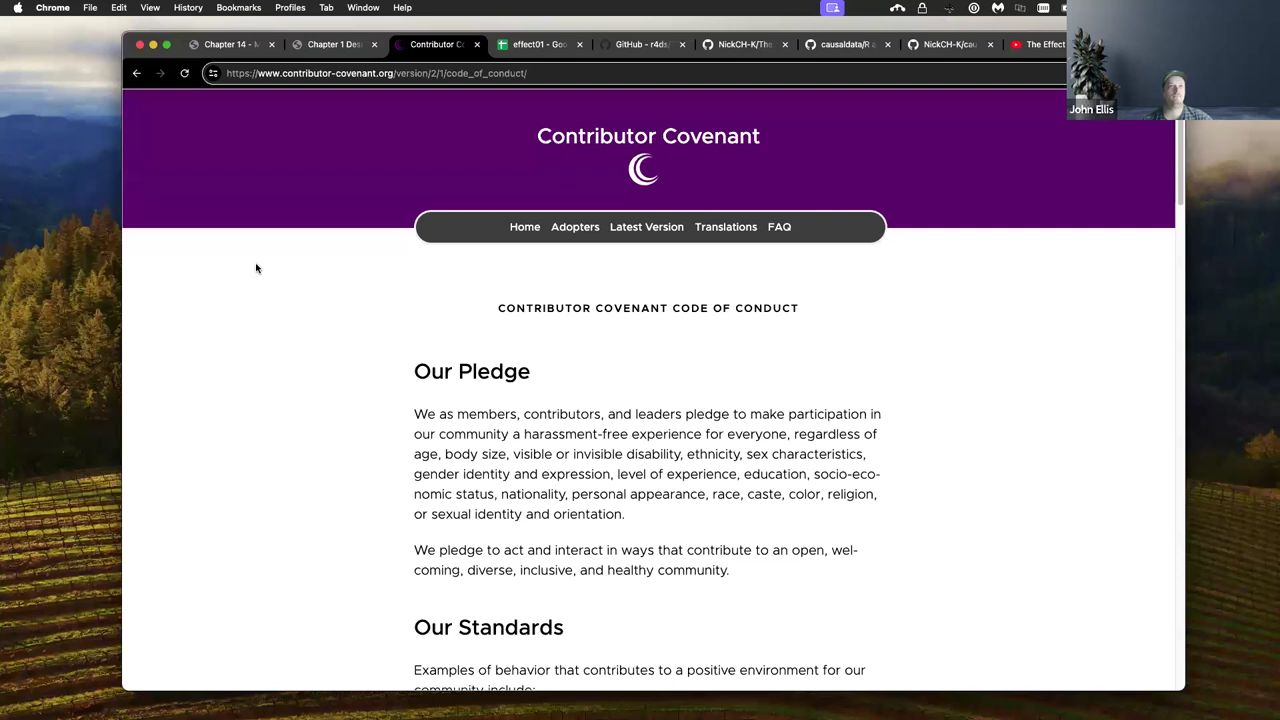 Chrome File Edit View History Bookmarks Profiles Tab Window Help
Chapter 14 - Chapter 1 Des Contributor Co effect01 - Goo GitHub - r4ds/ NickCH-K/The causaldata/R a NickCH-K/cau The Effect
https://www.contributor-covenant.org/version/2/1/code_of_conduct/
John Ellis
Contributor Covenant
Home Adopters Latest Version Translations FAQ
CONTRIBUTOR COVENANT CODE OF CONDUCT
Our Pledge
We as members, contributors, and leaders pledge to make participation in
our community a harassment-free experience for everyone, regardless of
age, body size, visible or invisible disability, ethnicity, sex characteristics,
gender identity and expression, level of experience, education, socio-eco-
nomic status, nationality, personal appearance, race, caste, color, religion,
or sexual identity and orientation.
We pledge to act and interact in ways that contribute to an open, wel-
coming, diverse, inclusive, and healthy community.
Our Standards
Examples of behavior that contributes to a positive environment for our
community include: